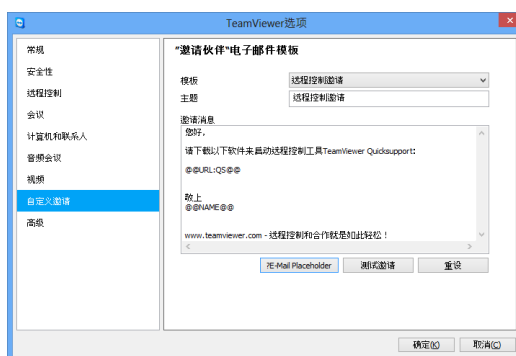 TeamViewer选项
常规
安全性
远程控制
会议
计算机和联系人
音频会议
视频
自定义邀请
高级
"邀请伙伴"电子邮件模板
模板 远程控制邀请
主题 远程控制邀请
邀请消息
您好,
请下载以下软件来启动远程控制工具TeamViewer Quicksupport:
@@URL:QS@@
敬上
@@NAME@@
www.teamviewer.com - 远程控制和合作就是如此轻松！
?E-Mail Placeholder 测试邀请 重设
确定(O) 取消(C)